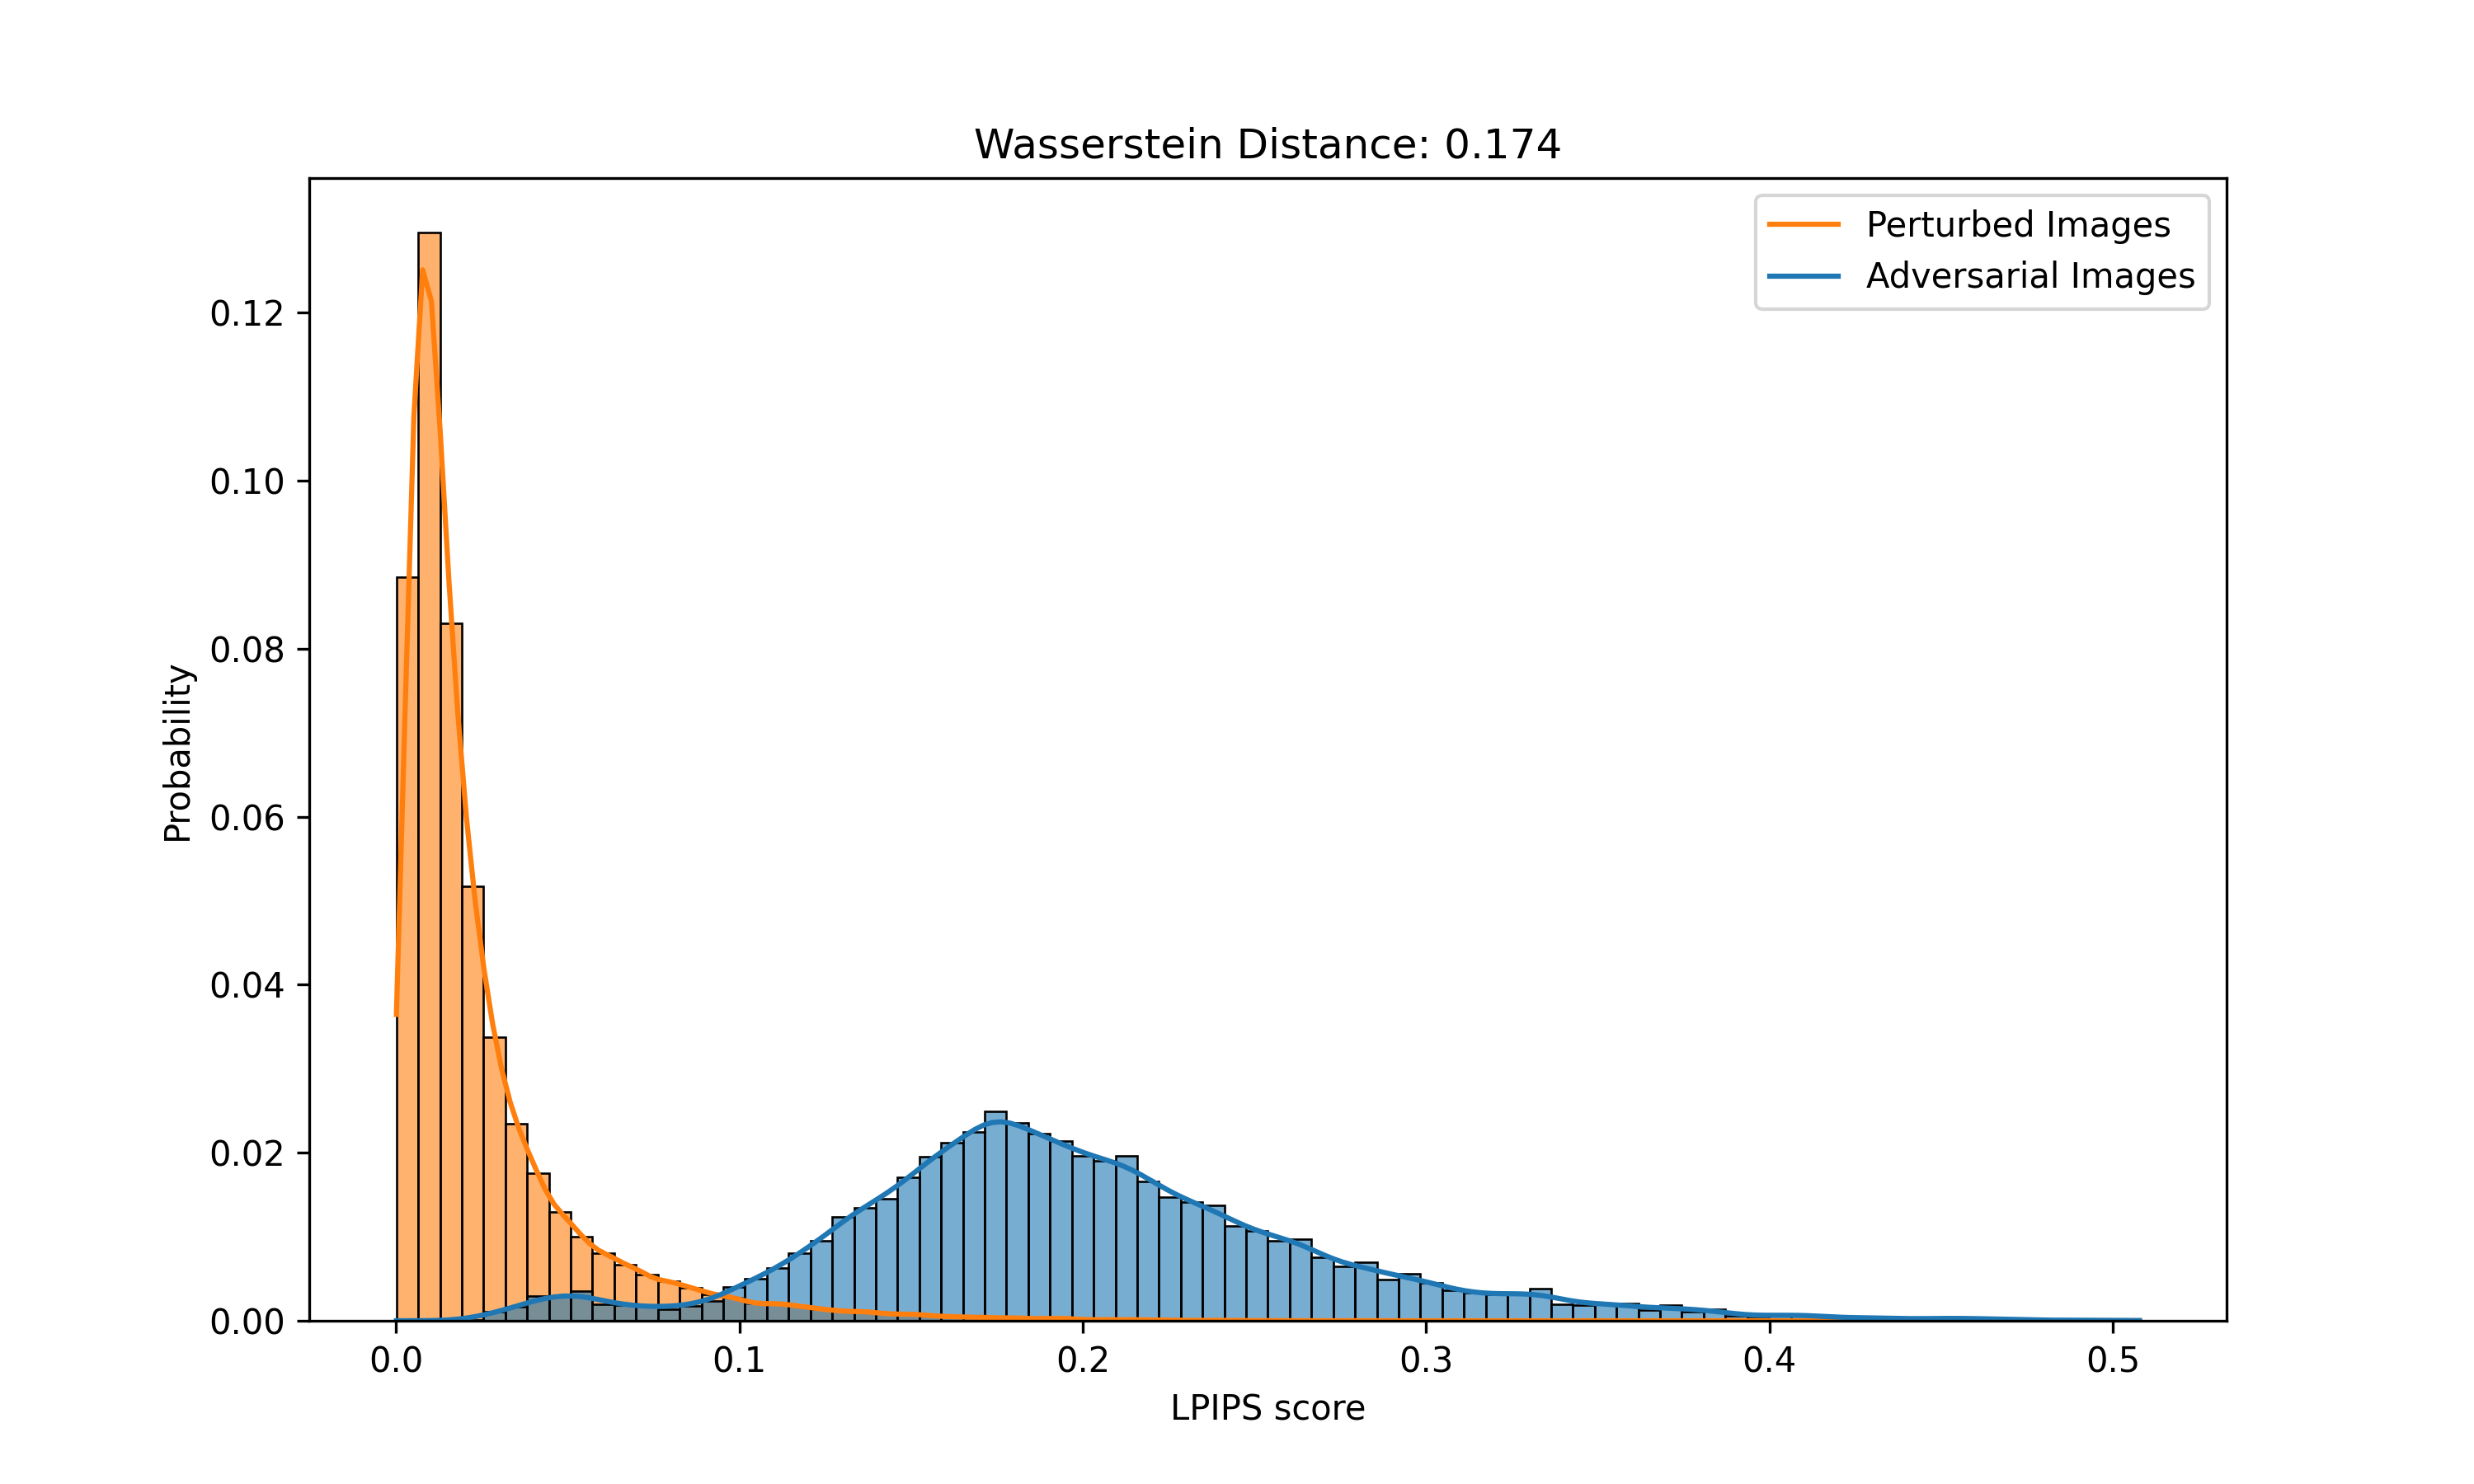 Wasserstein Distance: 0.174
Perturbed Images
Adversarial Images
0.12
0.10
0.08
0.06
0.04
0.02
0.00
Probability
0.0 0.1 0.2 0.3 0.4 0.5
LPIPS score